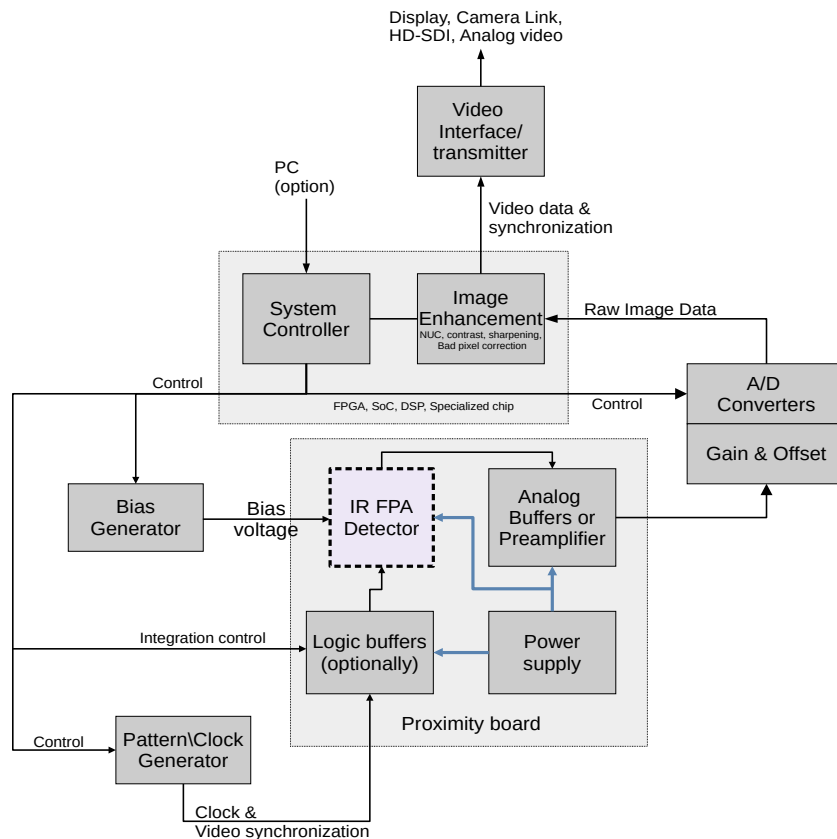 Display, Camera Link,
HD-SDI, Analog video
Video
Interface/
transmitter
PC
(option)
Video data &
synchronization
System
Controller
Image
Enhancement
NUC, contrast, sharpening,
Bad pixel correction
Raw Image Data
Control
FPGA, SoC, DSP, Specialized chip
Control
A/D
Converters
Gain & Offset
Bias
Generator
Bias
voltage
IR FPA
Detector
Analog
Buffers or
Preamplifier
Integration control
Logic buffers
(optionally)
Power
supply
Proximity board
Control
Pattern\Clock
Generator
Clock &
Video synchronization